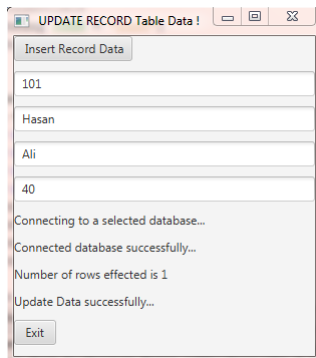 UPDATE RECORD Table Data !
Insert Record Data
101
Hasan
Ali
40
Connecting to a selected database...
Connected database successfully...
Number of rows effected is 1
Update Data successfully...
Exit